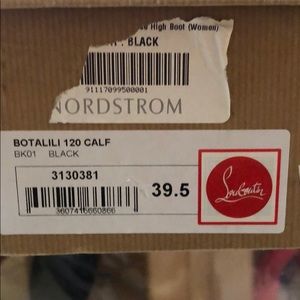 High Boot (Women)
: BLACK
91117099500001
NORDSTROM
BOTALILI 120 CALF
BK01 BLACK
3130381
39.5
Louboutin